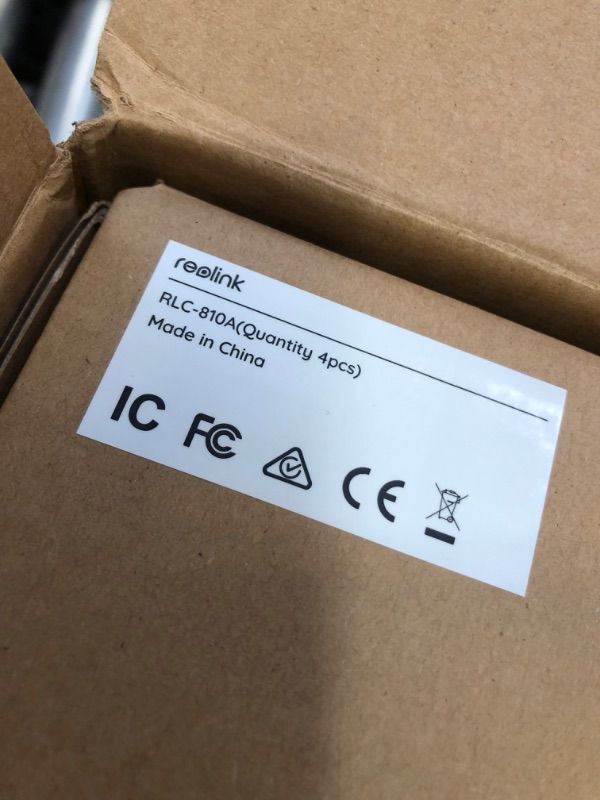 reolink
RLC-810A(Quantity 4pcs)
Made in China
IC FC CE